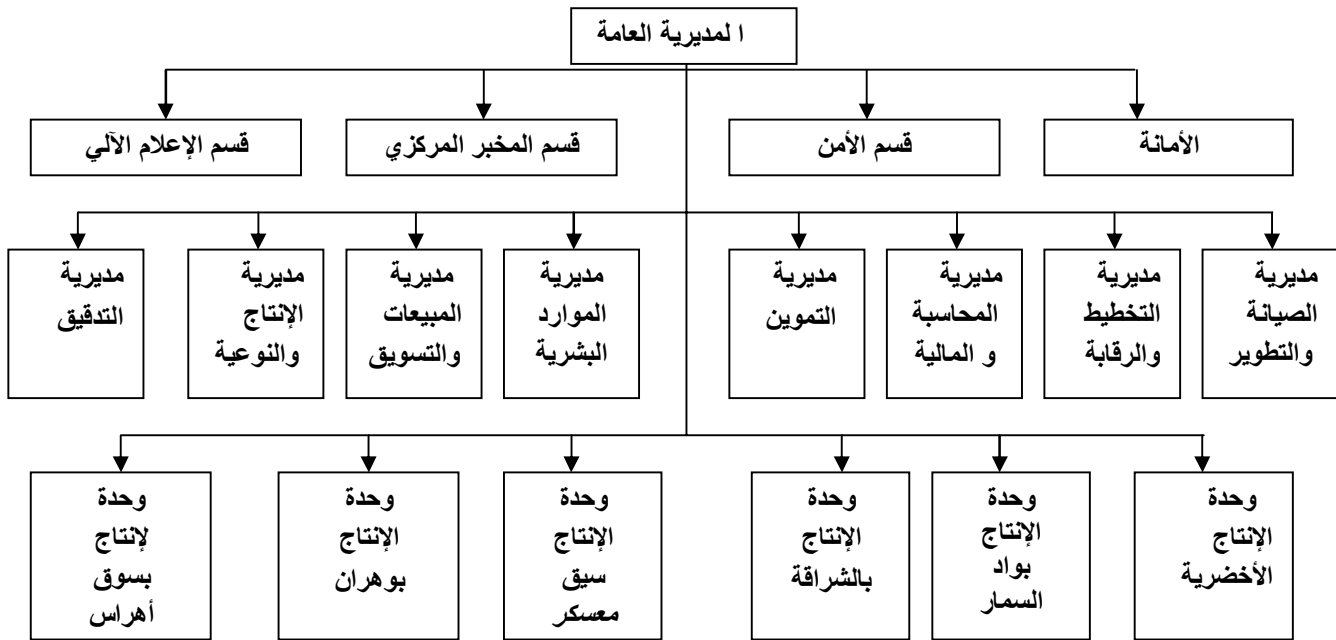 ا لمديرية العامة
الأمانة
قسم الأمن
قسم المخبر المركزي
قسم الإعلام الآلي
مديرية
الصيانة
والتطوير
مديرية
التخطيط
والرقابة
مديرية
المحاسبة
و المالية
مديرية
التموين
مديرية
الموارد
البشرية
مديرية
المبيعات
والتسويق
مديرية
الإنتاج
والنوعية
مديرية
التدقيق
وحدة
الإنتاج
الأخضرية
وحدة
الإنتاج
بواد
السمار
وحدة
الإنتاج
بالشراقة
وحدة
الإنتاج
سيق
معسكر
وحدة
الإنتاج
بوهران
وحدة
لإنتاج
بسوق
أهراس